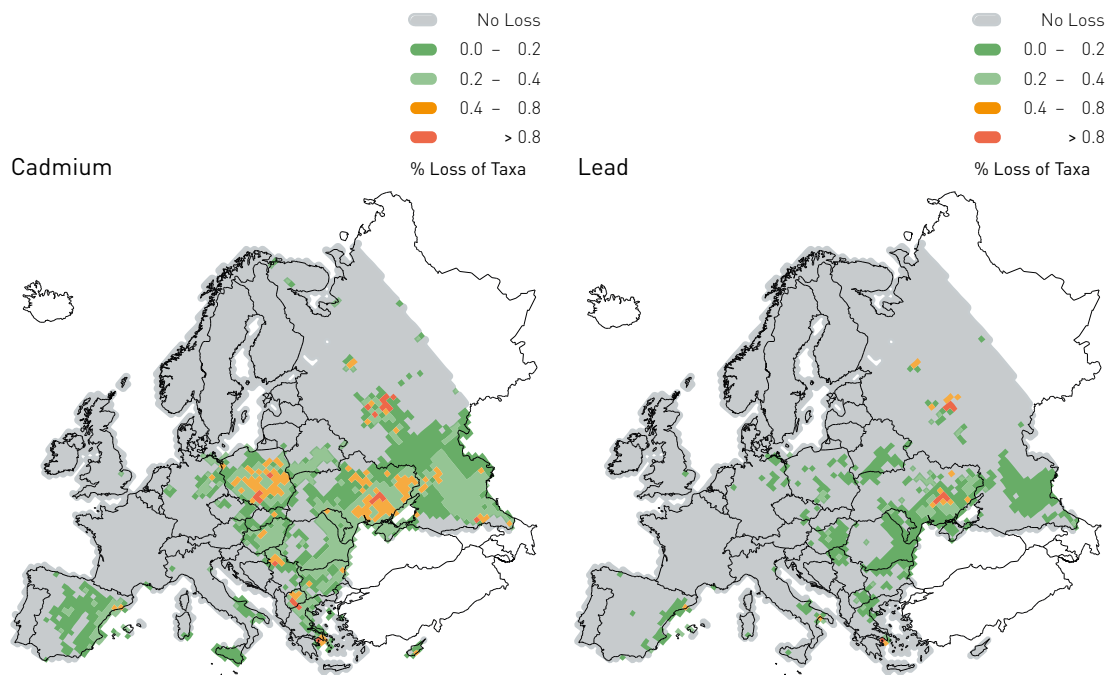 No Loss
0.0 – 0.2
0.2 – 0.4
0.4 – 0.8
> 0.8
Cadmium
% Loss of Taxa
No Loss
0.0 – 0.2
0.2 – 0.4
0.4 – 0.8
> 0.8
Lead
% Loss of Taxa